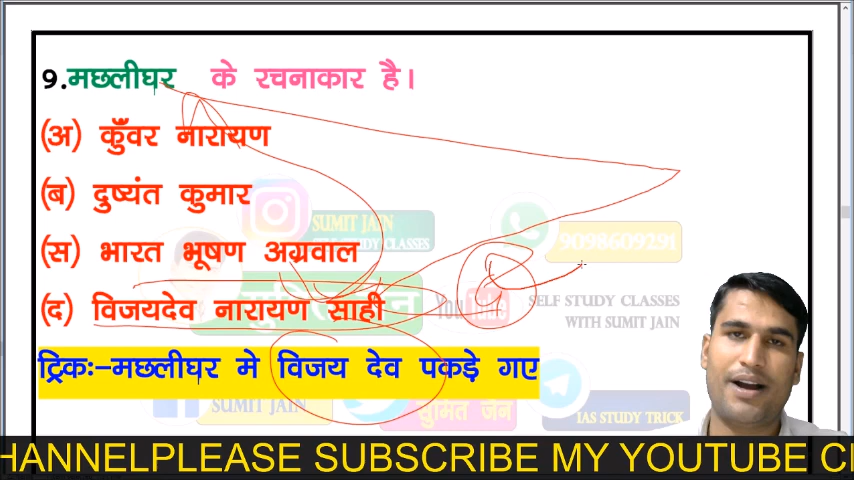 9.मछलीघर के रचनाकार है।
(अ) कुँवर नारायण
(ब) दुष्यंत कुमार
SUMIT JAIN
(स) भारत भूषण अग्रवाल
9098609291
(द) विजयदेव नारायण साही
SELF STUDY CLASSES
WITH SUMIT JAIN
ट्रिकः-मछलीघर मे विजय देव पकड़े गए
SUMIT JAIN
सुमित जैन
IAS STUDY TRICK
HANNELPLEASE SUBSCRIBE MY YOUTUBE C